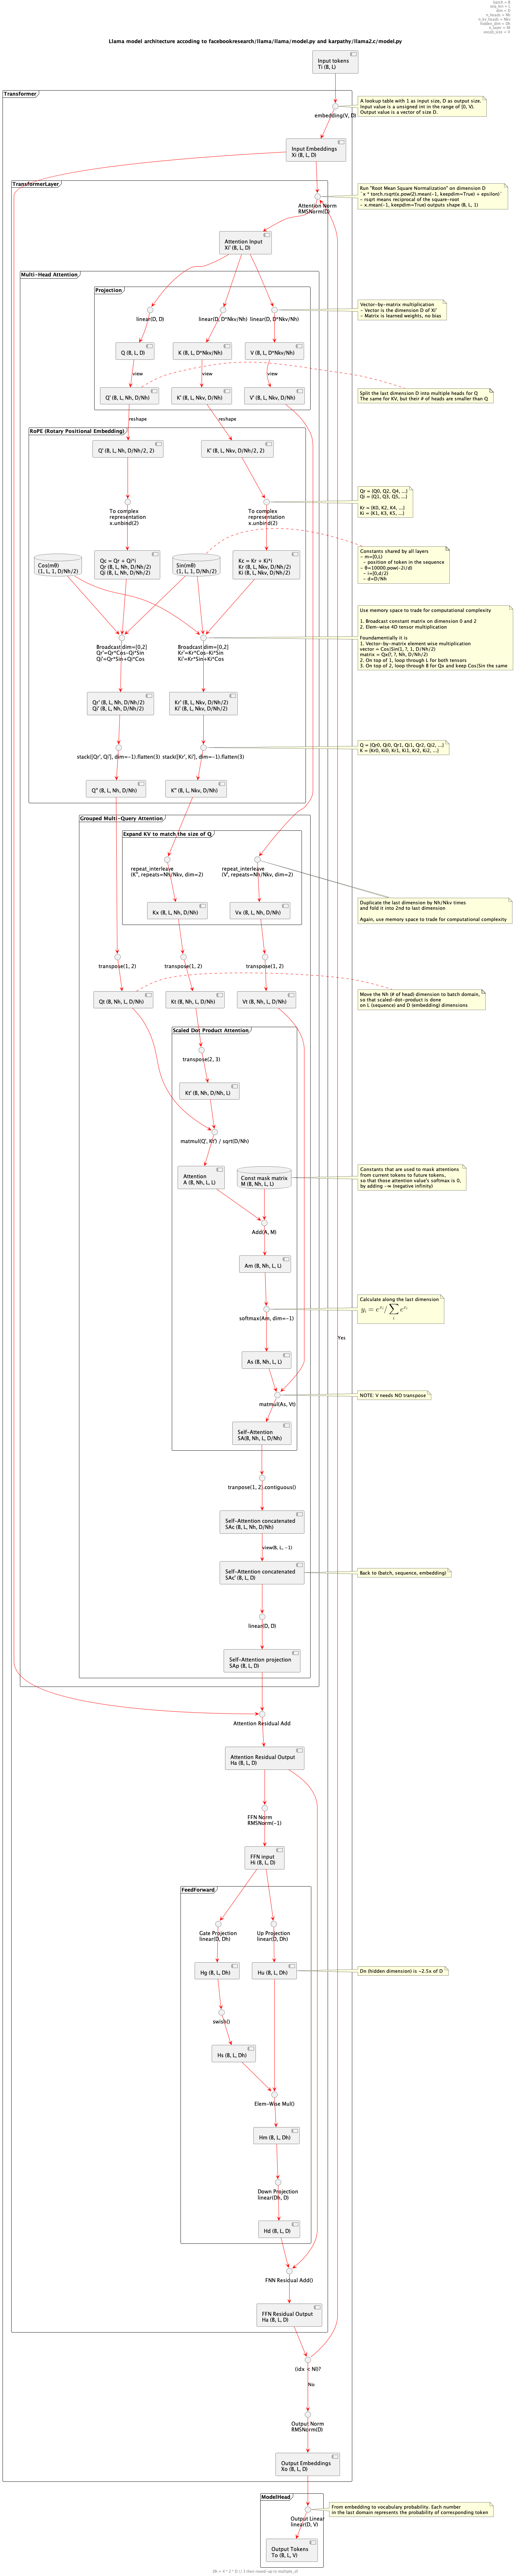 batch = B
seq_len = L
dim = D
n_heads = Nh
n_kv_heads = Nkv
hidden_dim = Dh
n_layer = Nl
vocab_size = V
Llama model architecture accoding to facebookresearch/llama/llama/model.py and karpathy/llama2.c/model.py
Input tokens
Ti (B, L)
Transformer
embedding(V, D)
A lookup table with 1 as input size, D as output size.
Input value is a unsigned int in the range of [0, V).
Output value is a vector of size D.
Input Embeddings
Xi (B, L, D)
TransformerLayer
Attention Norm
RMSNorm(D)
Run "Root Mean Square Normalization" on dimension D
`x * torch.rsqrt(x.pow(2).mean(-1, keepdim=True) + epsilon)`
- rsqrt means reciprocal of the square-root
- x.mean(-1, keepdim=True) outputs shape (B, L, 1)
Attention Input
Xi' (B, L, D)
Multi-Head Attention
Projection
linear(D, D)
linear(D, D*Nkv/Nh)
linear(D, D*Nkv/Nh)
Vector-by-matrix multiplication
- Vector is the dimension D of Xi'
- Matrix is learned weights, no bias
Q (B, L, D)
K (B, L, D*Nkv/Nh)
V (B, L, D*Nkv/Nh)
view
view
view
Q' (B, L, Nh, D/Nh)
K' (B, L, Nkv, D/Nh)
V' (B, L, Nkv, D/Nh)
Split the last dimension D into multiple heads for Q
The same for KV, but their # of heads are smaller than Q
reshape
reshape
RoPE (Rotary Positional Embedding)
Q' (B, L, Nh, D/Nh/2, 2)
K' (B, L, Nkv, D/Nh/2, 2)
To complex
representation
x.unbind(2)
To complex
representation
x.unbind(2)
Qr = {Q0, Q2, Q4, ...}
Qi = {Q1, Q3, Q5, ...}
Kr = {K0, K2, K4, ...}
Ki = {K1, K3, K5, ...}
Cos(mθ)
(1, L, 1, D/Nh/2)
Qc = Qr + Qi*i
Qr (B, L, Nh, D/Nh/2)
Qi (B, L, Nh, D/Nh/2)
Sin(mθ)
(1, L, 1, D/Nh/2)
Kc = Kr + Ki*i
Kr (B, L, Nkv, D/Nh/2)
Ki (B, L, Nkv, D/Nh/2)
Constants shared by all layers
- m=[0,L)
- position of token in the sequence
- θ=10000.pow(-2i/d)
- i=[0,d/2)
- d=D/Nh
Broadcast dim=[0,2]
Qr'=Qr*Cos-Qi*Sin
Qi'=Qr*Sin+Qi*Cos
Broadcast dim=[0,2]
Kr'=Kr*Cos-Ki*Sin
Ki'=Kr*Sin+Ki*Cos
Use memory space to trade for computational complexity
1. Broadcast constant matrix on dimension 0 and 2
2. Elem-wise 4D tensor multiplication
Foundamentially it is
1. Vector-by-matrix element wise multiplication
vector = Cos|Sin(1, ?, 1, D/Nh/2)
matrix = Qx(?, ?, Nh, D/Nh/2)
2. On top of 1, loop through L for both tensors
3. On top of 2, loop through B for Qx and keep Cos|Sin the same
Qr' (B, L, Nh, D/Nh/2)
Qi' (B, L, Nh, D/Nh/2)
Kr' (B, L, Nkv, D/Nh/2)
Ki' (B, L, Nkv, D/Nh/2)
stack([Qr', Qi'], dim=-1).flatten(3)
stack([Kr', Ki'], dim=-1).flatten(3)
Q = {Qr0, Qi0, Qr1, Qi1, Qr2, Qi2, ...}
K = {Kr0, Ki0, Kr1, Ki1, Kr2, Ki2, ...}
Q'' (B, L, Nh, D/Nh)
K'' (B, L, Nkv, D/Nh)
Grouped Multi-Query Attention
Expand KV to match the size of Q
repeat_interleave
(K'', repeats=Nh/Nkv, dim=2)
repeat_interleave
(V', repeats=Nh/Nkv, dim=2)
Kx (B, L, Nh, D/Nh)
Vx (B, L, Nh, D/Nh)
Duplicate the last dimension by Nh/Nkv times
and fold it into 2nd to last dimension
Again, use memory space to trade for computational complexity
transpose(1, 2)
transpose(1, 2)
transpose(1, 2)
Qt (B, Nh, L, D/Nh)
Kt (B, Nh, L, D/Nh)
Vt (B, Nh, L, D/Nh)
Move the Nh (# of head) dimension to batch domain,
so that scaled-dot-product is done
on L (sequence) and D (embedding) dimensions
Scaled Dot Product Attention
transpose(2, 3)
Kt' (B, Nh, D/Nh, L)
matmul(Q', Kt') / sqrt(D/Nh)
Attention
A (B, Nh, L, L)
Const mask matrix
M (B, Nh, L, L)
Constants that are used to mask attentions
from current tokens to future tokens,
so that those attention value's softmax is 0,
by adding -∞ (negative infinity)
Add(A, M)
Am (B, Nh, L, L)
softmax(Am, dim=-1)
Calculate along the last dimension
y_i = e^{x_i} / \sum_i e^{x_i}
Yes
As (B, Nh, L, L)
matmul(As, Vt)
NOTE: V needs NO transpose
Self-Attention
SA(B, Nh, L, D/Nh)
tranpose(1, 2).contiguous()
Self-Attention concatenated
SAc (B, L, Nh, D/Nh)
view(B, L, -1)
Self-Attention concatenated
SAc' (B, L, D)
Back to (batch, sequence, embedding)
linear(D, D)
Self-Attention projection
SAp (B, L, D)
Attention Residual Add
Attention Residual Output
Ha (B, L, D)
FFN Norm
RMSNorm(-1)
FFN input
Hi (B, L, D)
FeedForward
Gate Projection
linear(D, Dh)
Up Projection
linear(D, Dh)
Hg (B, L, Dh)
Hu (B, L, Dh)
Dn (hidden dimension) is ~2.5x of D
swish()
Hs (B, L, Dh)
Elem-Wise Mul()
Hm (B, L, Dh)
Down Projection
linear(Dh, D)
Hd (B, L, D)
FNN Residual Add()
FFN Residual Output
Ha (B, L, D)
(idx < Nl)?
No
Output Norm
RMSNorm(D)
Output Embeddings
Xo (B, L, D)
ModelHead
Output Linear
linear(D, V)
From embedding to vocabulary probability. Each number
in the last domain represents the probability of corresponding token
Output Tokens
To (B, L, V)
Dh = 4 * 2 * D // 3 then round up to multiple_of